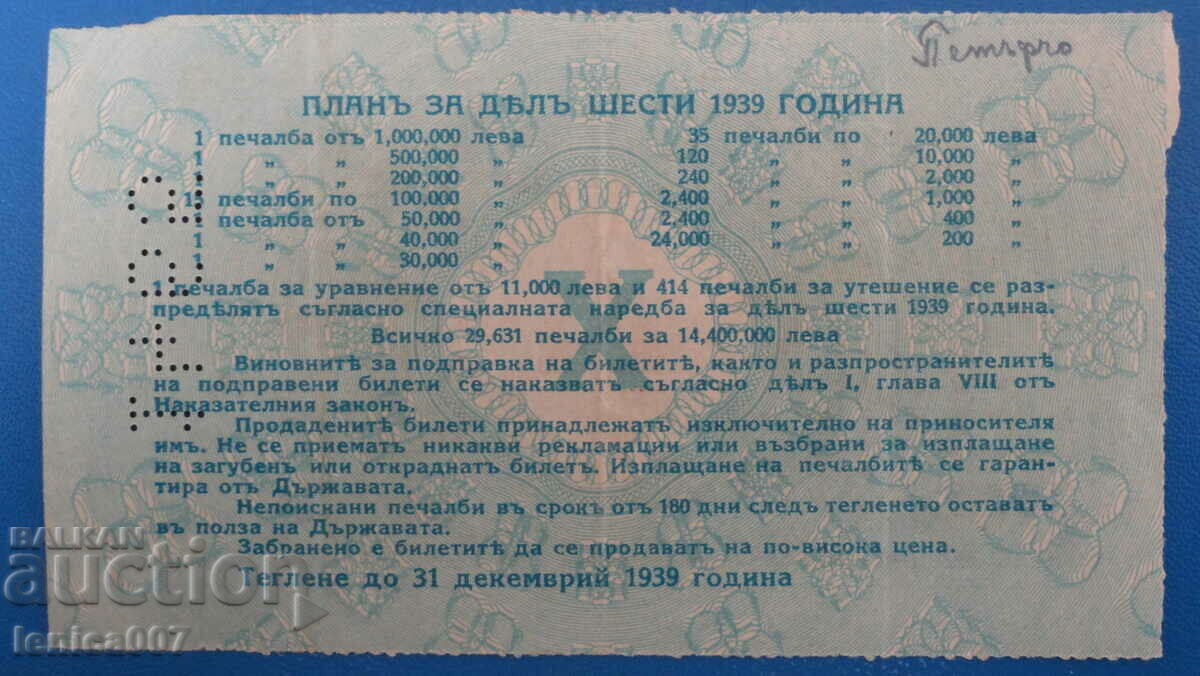 Петърчо
ПЛАНЪ ЗА ДѢЛЪ ШЕСТИ 1939 ГОДИНА
1 печалба отъ 1,000,000 лева 35 печалби по 20,000 лева
1 „ „ 500,000 „ 120 „ „ 10,000 „
1 „ „ 200,000 „ 240 „ „ 2,000 „
15 печалби по 100,000 „ 2,400 „ „ 1,000 „
1 печалба отъ 50,000 „ 2,400 „ „ 400 „
1 „ „ 40,000 „ 24,000 „ „ 200 „
1 „ „ 30,000 „
1 печалба за уравнение отъ 11,000 лева и 414 печалби за утешение се раз-
предѣлятъ съгласно специалната наредба за дѣлъ шести 1939 година.
Всичко 29,631 печалби за 14,400,000 лева
X
Виновнитѣ за подправка на билетитѣ, както и разпространителитѣ
на подправени билети се наказватъ съгласно дѣлъ I, глава VIII отъ
Наказателния законъ.
Продаденитѣ билети принадлежатъ изключително на приносителя
имъ. Не се приематъ никакви рекламации или възбрани за изплащане
на загубенъ или откраднатъ билетъ. Изплащане на печалбитѣ се гаран-
тира отъ Държавата.
Непоискани печалби въ срокъ отъ 180 дни следъ тегленето оставатъ
въ полза на Държавата.
Забранено е билетитѣ да се продаватъ на по-висока цена.
Теглене до 31 декемврий 1939 година
BALKAN
auction
lenica007